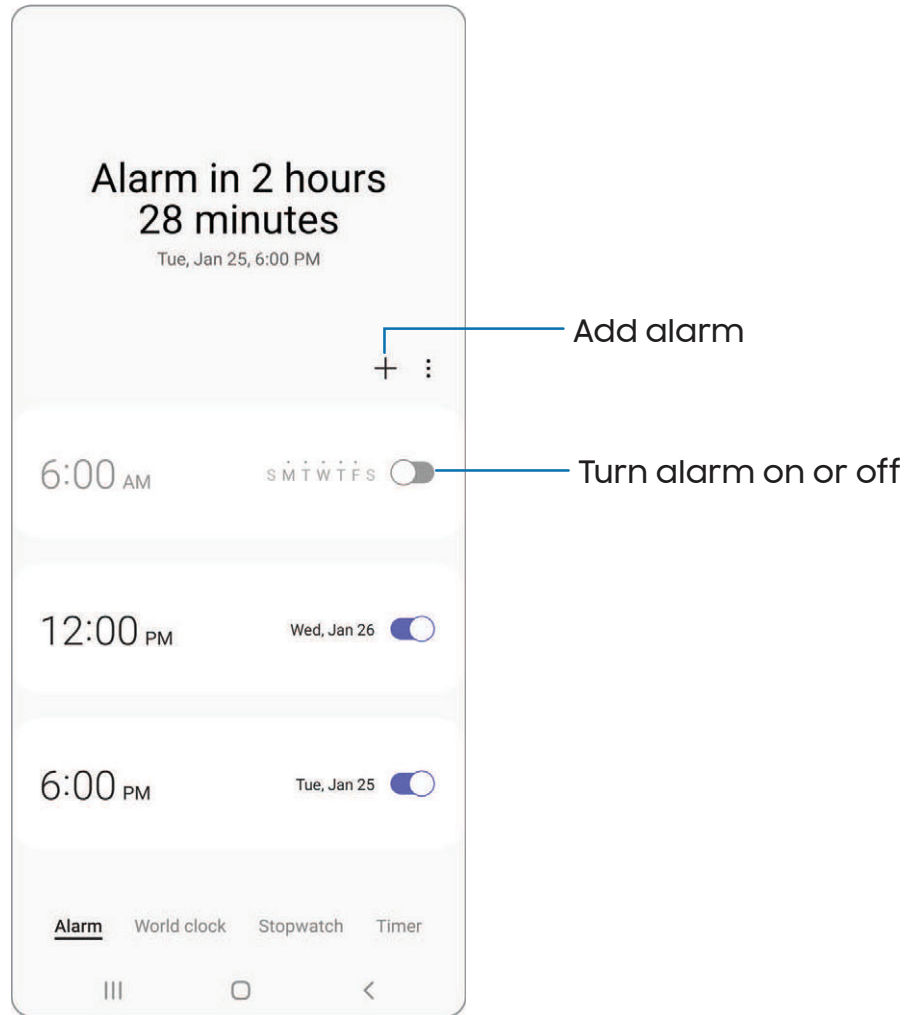 Alarm in 2 hours
28 minutes
Tue, Jan 25, 6:00 PM
Add alarm
6:00 AM
S M T W T F S
Turn alarm on or off
12:00 PM
Wed, Jan 26
6:00 PM
Tue, Jan 25
Alarm World clock Stopwatch Timer